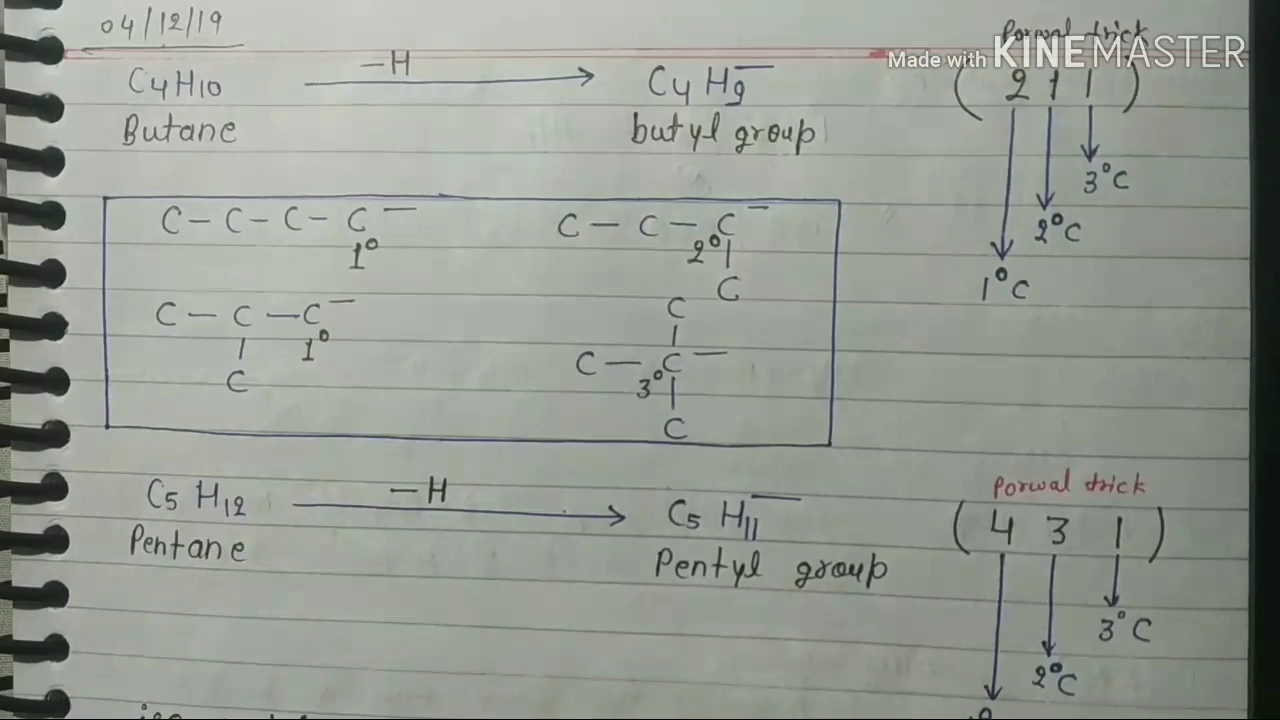 04/12/19
Porwal trick
Made with KINEMASTER
C4H10 —H→ C4H9—
Butane butyl group
( 2 1 1 )
3°C
2°C
1°C
C — C — C — C —
1°
C — C — C —
2° |
C
C — C — C —
| 1°
C
C
|
C — C —
3° |
C
C5H12 —H→ C5H11—
Pentane Pentyl group
Porwal trick
( 4 3 1 )
3°C
2°C